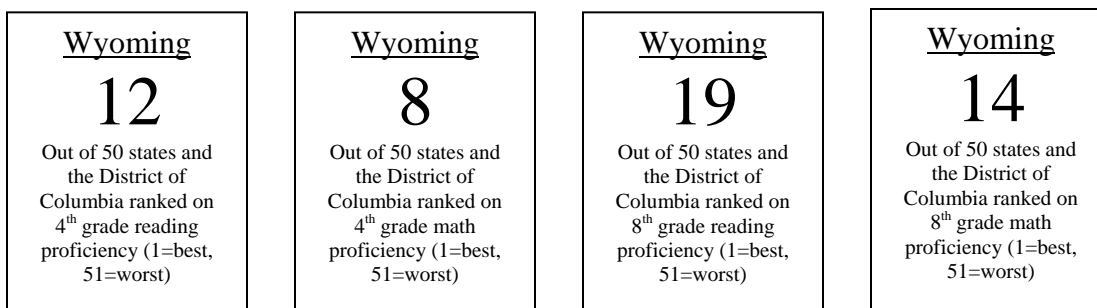 Wyoming
12
Out of 50 states and
the District of
Columbia ranked on
4th grade reading
proficiency (1=best,
51=worst)
Wyoming
8
Out of 50 states and
the District of
Columbia ranked on
4th grade math
proficiency (1=best,
51=worst)
Wyoming
19
Out of 50 states and
the District of
Columbia ranked on
8th grade reading
proficiency (1=best,
51=worst)
Wyoming
14
Out of 50 states and
the District of
Columbia ranked on
8th grade math
proficiency (1=best,
51=worst)